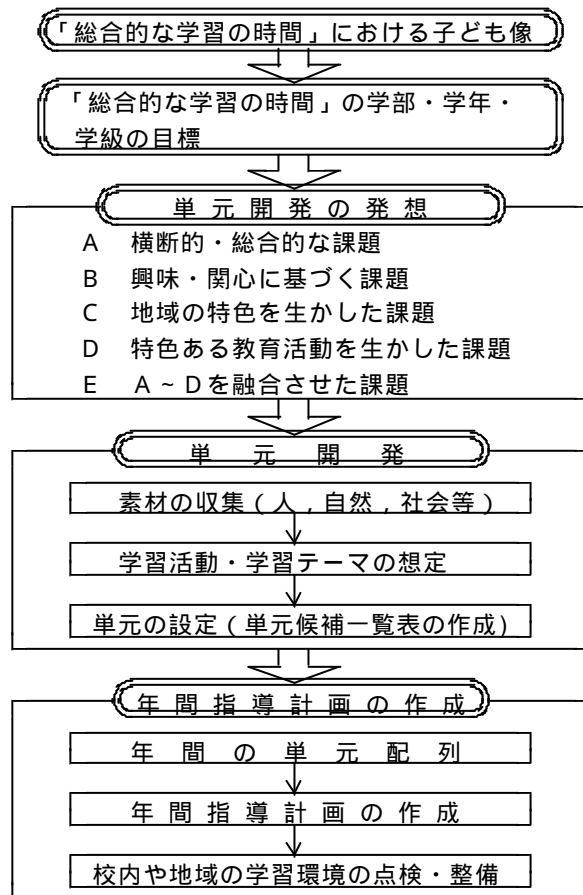 「総合的な学習の時間」における子ども像
「総合的な学習の時間」の学部・学年・
学級の目標
単元開発の発想
A 横断的・総合的な課題
B 興味・関心に基づく課題
C 地域の特色を生かした課題
D 特色ある教育活動を生かした課題
E A~Dを融合させた課題
単元開発
素材の収集(人,自然,社会等)
学習活動・学習テーマの想定
単元の設定(単元候補一覧表の作成)
年間指導計画の作成
年間の単元配列
年間指導計画の作成
校内や地域の学習環境の点検・整備